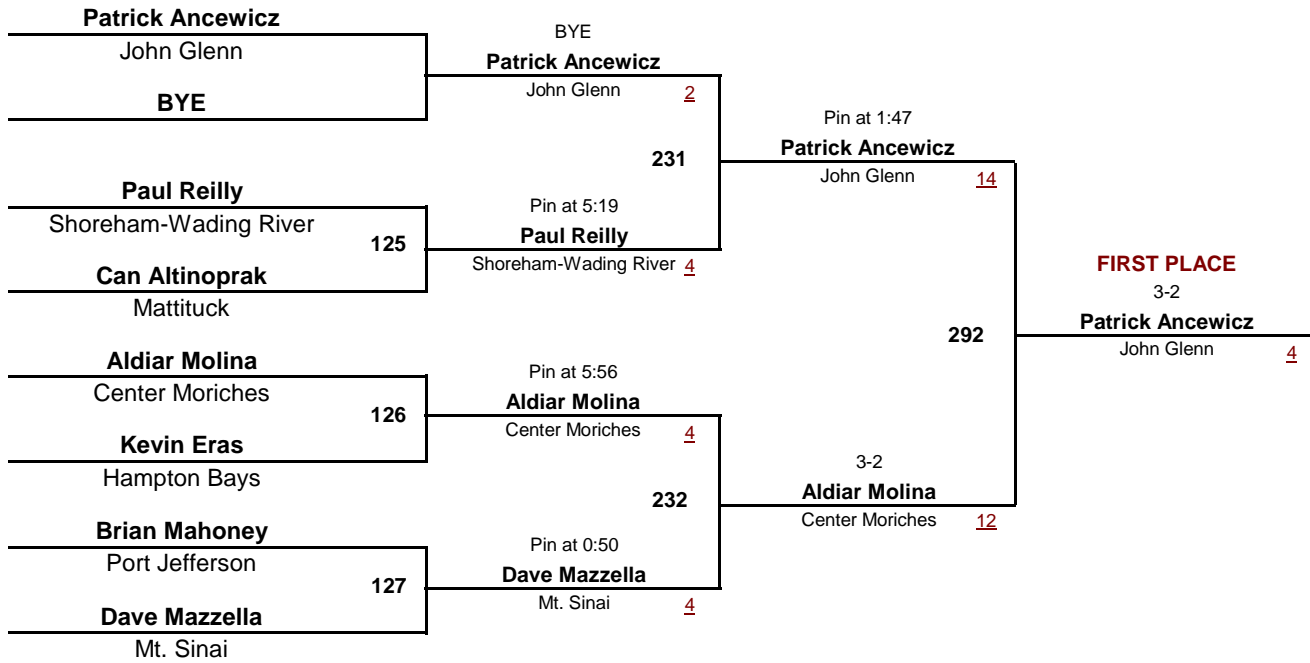 Patrick Ancewicz
John Glenn
BYE
Paul Reilly
Shoreham-Wading River
125
Can Altinoprak
Mattituck
Aldiar Molina
Center Moriches
126
Kevin Eras
Hampton Bays
Brian Mahoney
Port Jefferson
127
Dave Mazzella
Mt. Sinai
BYE
Patrick Ancewicz
John Glenn 2
231
Pin at 5:19
Paul Reilly
Shoreham-Wading River 4
Pin at 5:56
Aldiar Molina
Center Moriches 4
232
Pin at 0:50
Dave Mazzella
Mt. Sinai 4
Pin at 1:47
Patrick Ancewicz
John Glenn 14
292
3-2
Aldiar Molina
Center Moriches 12
FIRST PLACE
3-2
Patrick Ancewicz
John Glenn 4